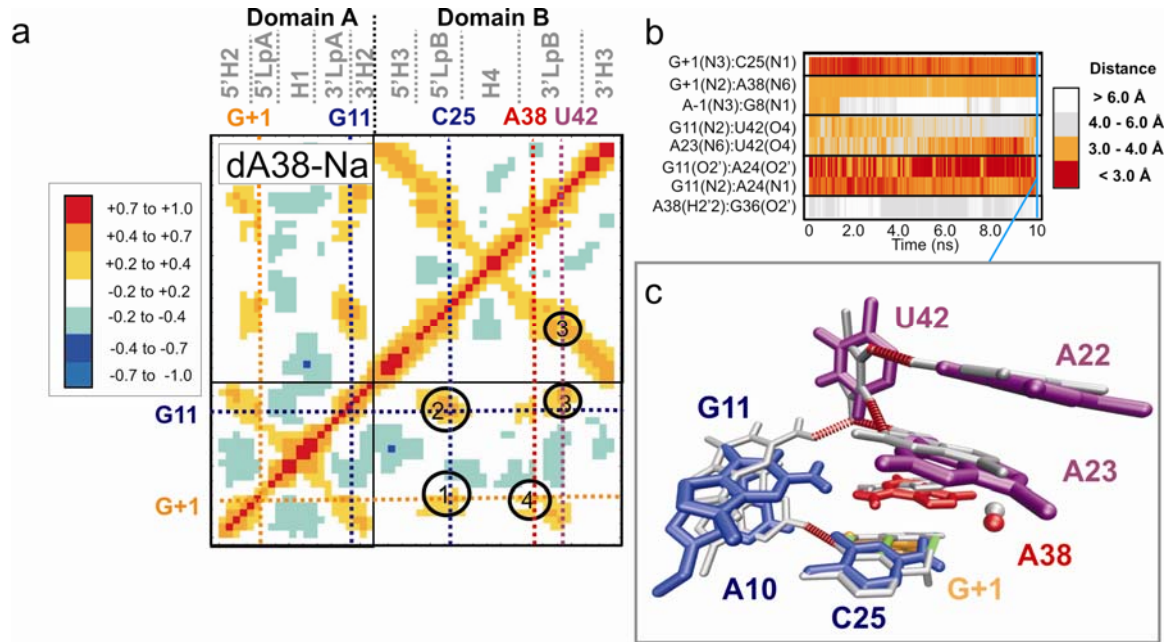 a
Domain A
Domain B
5'H2
5'LpA
H1
3'LpA
3'H2
5'H3
5'LpB
H4
3'LpB
3'H3
G+1
G11
C25
A38
U42
dA38-Na
+0.7 to +1.0
+0.4 to +0.7
+0.2 to +0.4
-0.2 to +0.2
-0.2 to -0.4
-0.4 to -0.7
-0.7 to -1.0
G11
G+1
3
2
3
1
4
b
G+1(N3):C25(N1)
G+1(N2):A38(N6)
A-1(N3):G8(N1)
G11(N2):U42(O4)
A23(N6):U42(O4)
G11(O2'):A24(O2')
G11(N2):A24(N1)
A38(H2'2):G36(O2')
0 2.0 4.0 6.0 8.0 10
Time (ns)
Distance
> 6.0 Å
4.0 - 6.0 Å
3.0 - 4.0 Å
< 3.0 Å
c
U42
A22
G11
A23
A38
A10
G+1
C25